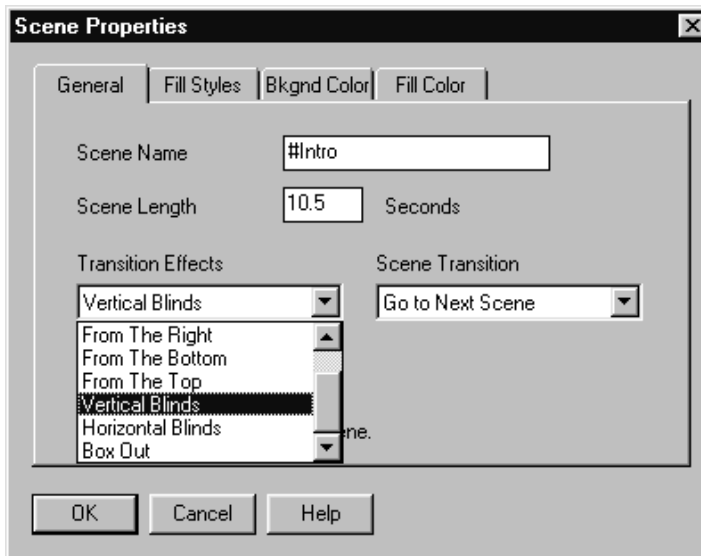 Scene Properties
General Fill Styles Bkgnd Color Fill Color
Scene Name #Intro
Scene Length 10.5 Seconds
Transition Effects Scene Transition
Vertical Blinds Go to Next Scene
From The Right
From The Bottom
From The Top
Vertical Blinds
Horizontal Blinds
Box Out
OK Cancel Help